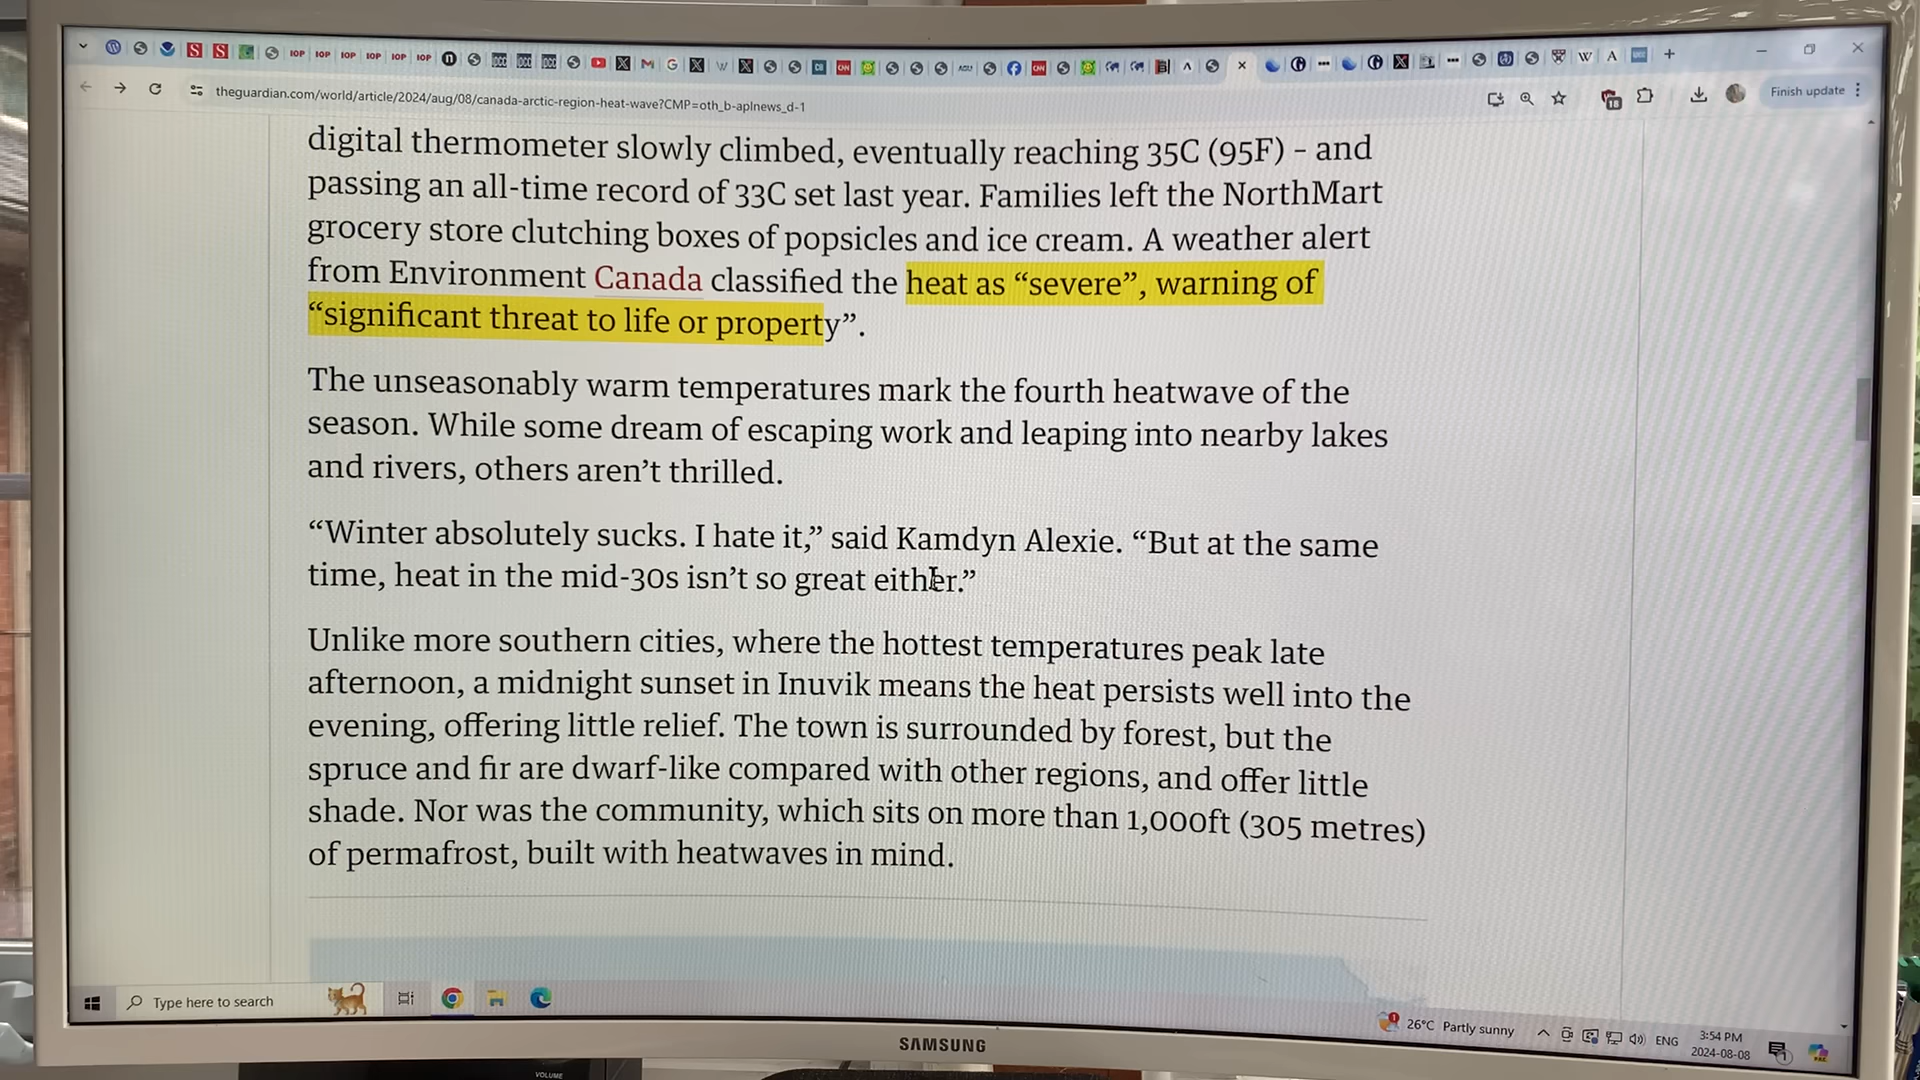 theguardian.com/world/article/2024/aug/08/canada-arctic-region-heat-wave?CMP=oth_b-aplnews_d-1
Finish update
digital thermometer slowly climbed, eventually reaching 35C (95F) – and
passing an all-time record of 33C set last year. Families left the NorthMart
grocery store clutching boxes of popsicles and ice cream. A weather alert
from Environment Canada classified the heat as “severe”, warning of
“significant threat to life or property”.
The unseasonably warm temperatures mark the fourth heatwave of the
season. While some dream of escaping work and leaping into nearby lakes
and rivers, others aren’t thrilled.
“Winter absolutely sucks. I hate it,” said Kamdyn Alexie. “But at the same
time, heat in the mid-30s isn’t so great either.”
Unlike more southern cities, where the hottest temperatures peak late
afternoon, a midnight sunset in Inuvik means the heat persists well into the
evening, offering little relief. The town is surrounded by forest, but the
spruce and fir are dwarf-like compared with other regions, and offer little
shade. Nor was the community, which sits on more than 1,000ft (305 metres)
of permafrost, built with heatwaves in mind.
Type here to search
26°C Partly sunny
ENG
3:54 PM
2024-08-08
SAMSUNG
VOLUME